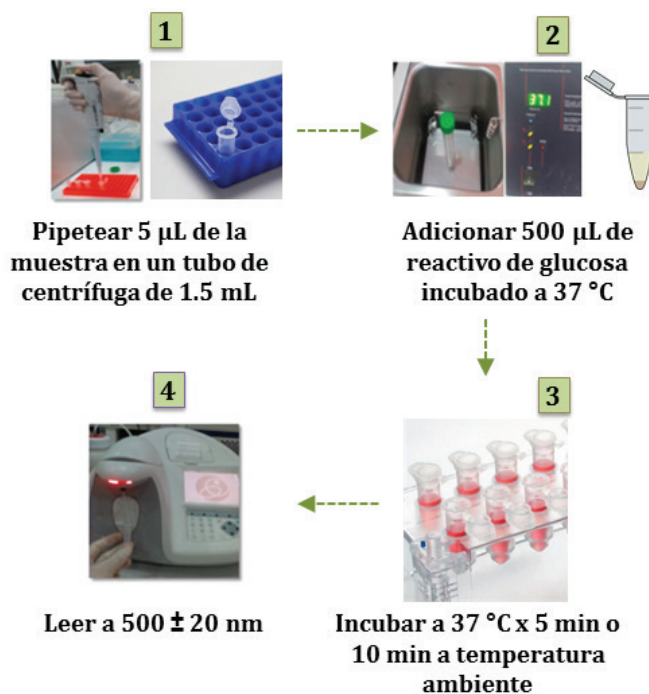 1
Pipetear 5 µL de la
muestra en un tubo de
centrífuga de 1.5 mL
2
37.1
Adicionar 500 µL de
reactivo de glucosa
incubado a 37 °C
3
Incubar a 37 °C x 5 min o
10 min a temperatura
ambiente
4
Leer a 500 ± 20 nm